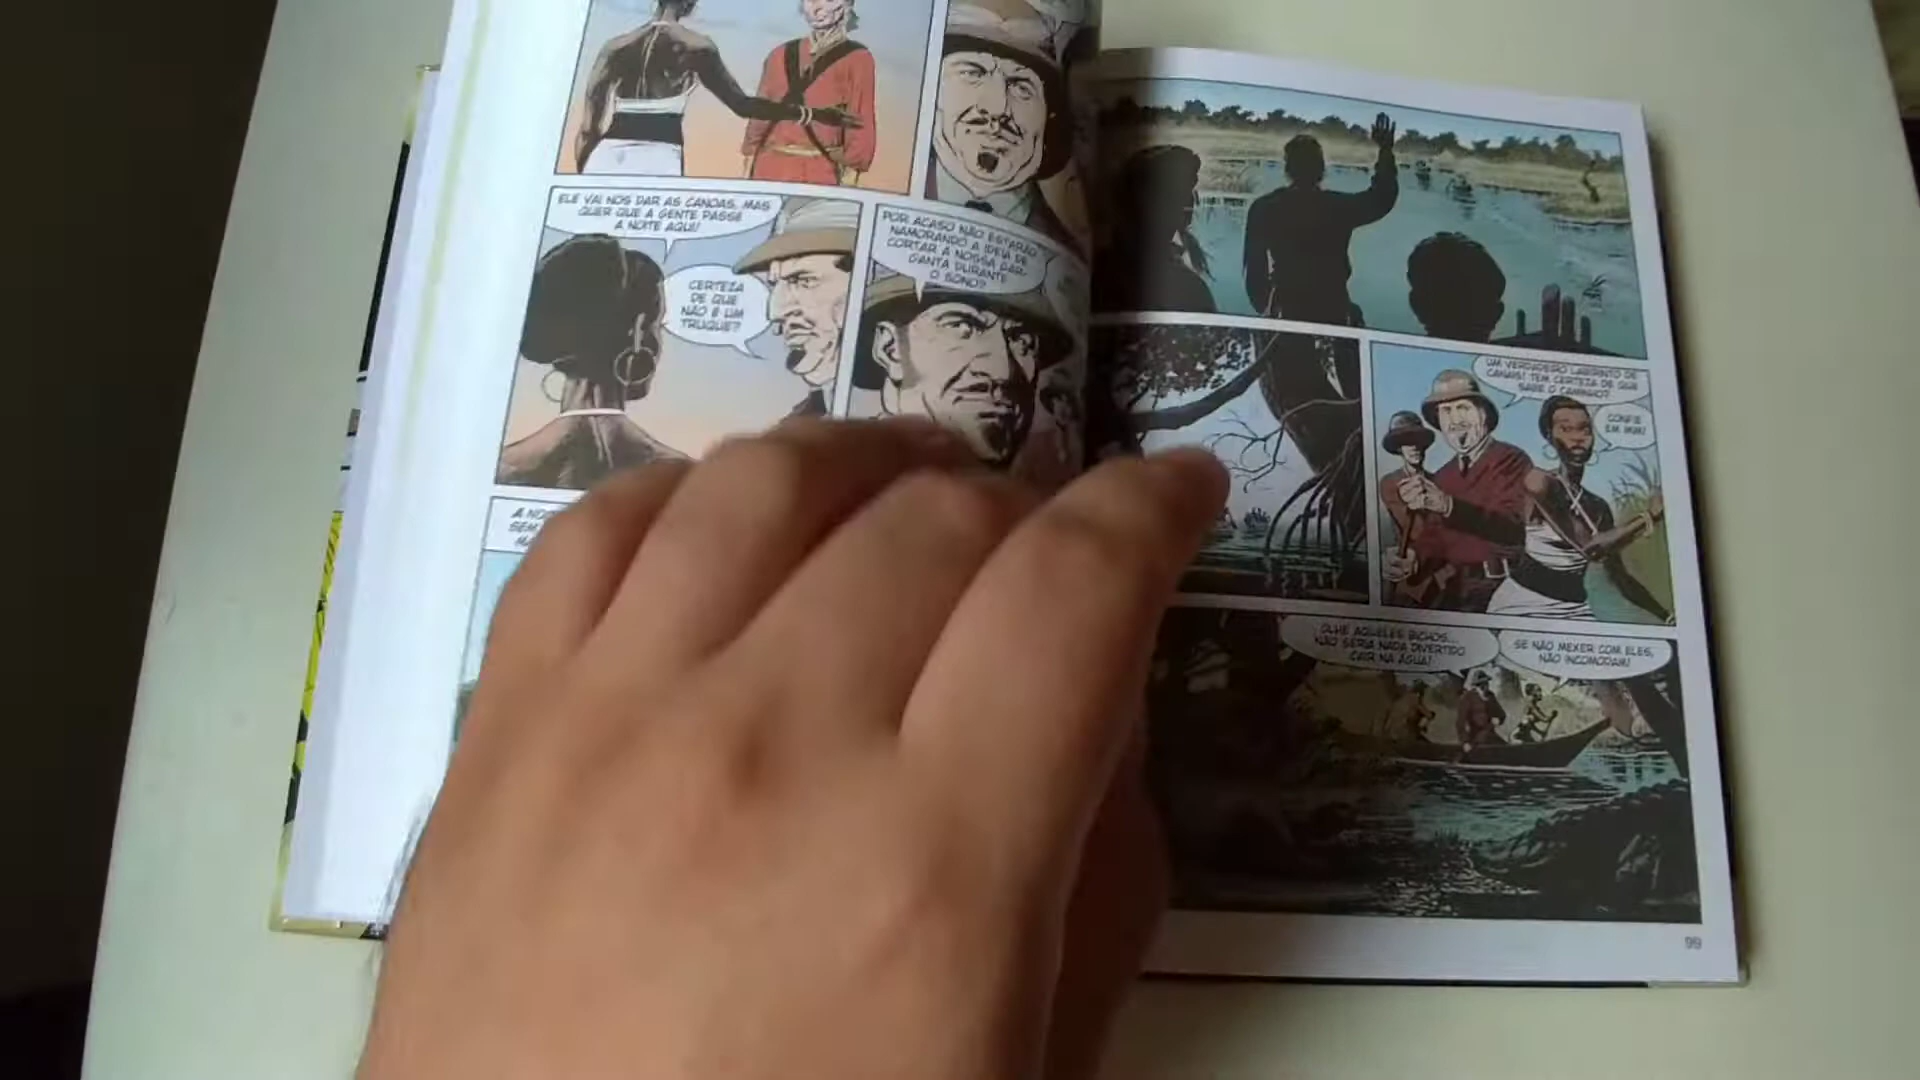 ELE VAI NOS DAR AS CANOAS, MAS
QUER QUE A GENTE PASSE
A NOITE AQUI!
CERTEZA
DE QUE
NÃO É UM
TRUQUE?
POR ACASO NÃO ESTARÃO
NAMORANDO A IDEIA DE
CORTAR A NOSSA GAR-
GANTA DURANTE
O SONO?
UM VERDADEIRO LABIRINTO DE
CANAIS! TEM CERTEZA DE QUE
SABE O CAMINHO?
CONFIE
EM MIM!
OLHE AQUELES BICHOS...
NÃO SERIA NADA DIVERTIDO
CAIR NA ÁGUA!
SE NÃO MEXER COM ELES,
NÃO INCOMODAM!
99